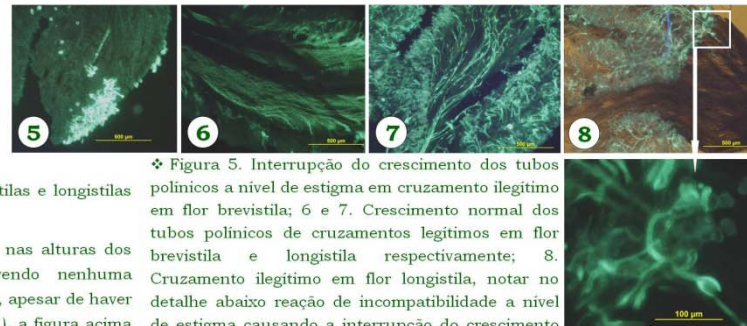 5
500 µm
6
500 µm
7
500 µm
8
500 µm
tilas e longistilas
nas alturas dos
endo nenhuma
, apesar de haver
), a figura acima
❖ Figura 5. Interrupção do crescimento dos tubos
polínicos a nível de estigma em cruzamento ilegítimo
em flor brevistila; 6 e 7. Crescimento normal dos
tubos polínicos de cruzamentos legítimos em flor
brevistila e longistila respectivamente; 8.
Cruzamento ilegítimo em flor longistila, notar no
detalhe abaixo reação de incompatibilidade a nível
de estigma causando a interrupção do crescimento
100 µm